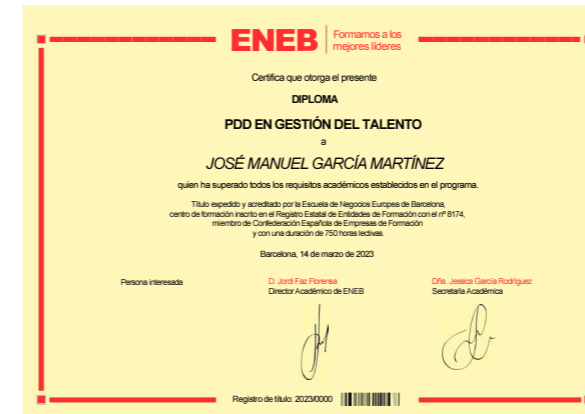 ENEB
Formamos a los
mejores líderes
Certifica que otorga el presente
DIPLOMA
PDD EN GESTIÓN DEL TALENTO
a
JOSÉ MANUEL GARCÍA MARTÍNEZ
quien ha superado todos los requisitos académicos establecidos en el programa.
Título expedido y acreditado por la Escuela de Negocios Europea de Barcelona,
centro de formación inscrito en el Registro Estatal de Entidades de Formación con el nº 8174,
miembro de Confederación Española de Empresas de Formación
y con una duración de 750 horas lectivas.
Barcelona, 14 de marzo de 2023
Persona interesada
D. Jordi Faz Florensa
Director Académico de ENEB
Dña. Jessica García Rodríguez
Secretaría Académica
Registro de título: 2023/0000